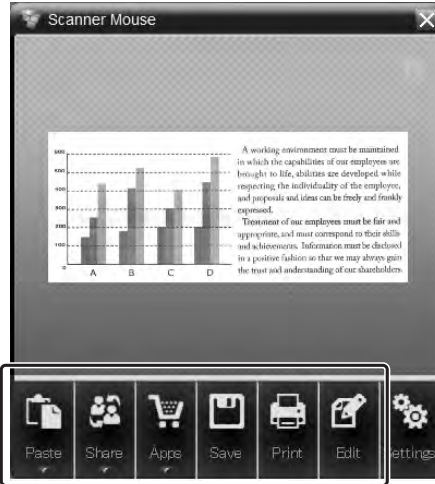 Scanner Mouse
A working environment must be maintained
in which the capabilities of our employees are
brought to life, abilities are developed while
respecting the individuality of the employee,
and proposals and ideas can be freely and frankly
expressed.
Treatment of our employees must be fair and
appropriate, and must correspond to their skills
and achievements. Information must be disclosed
in a positive fashion so that we may always gain
the trust and understanding of our shareholders.
600
500
400
300
200
100
0
A B C D
Paste Share Apps Save Print Edit Settings